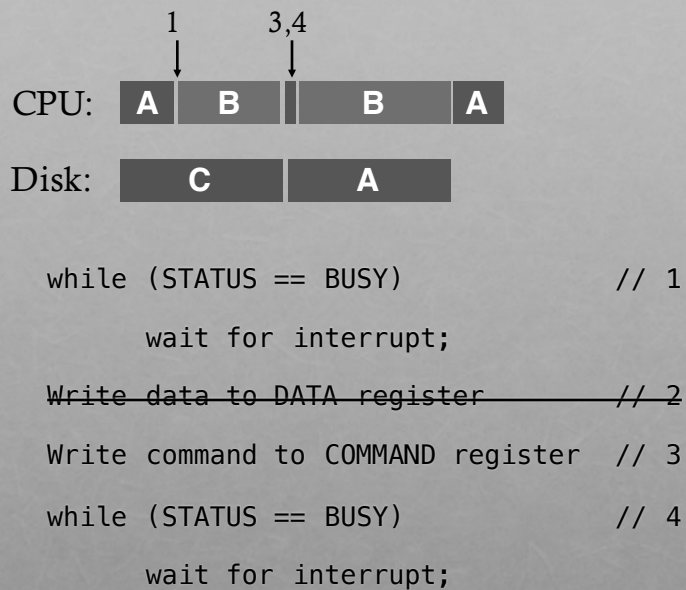 1 3,4
CPU: A B B A
Disk: C A
while (STATUS == BUSY) // 1
wait for interrupt;
Write data to DATA register // 2
Write command to COMMAND register // 3
while (STATUS == BUSY) // 4
wait for interrupt;